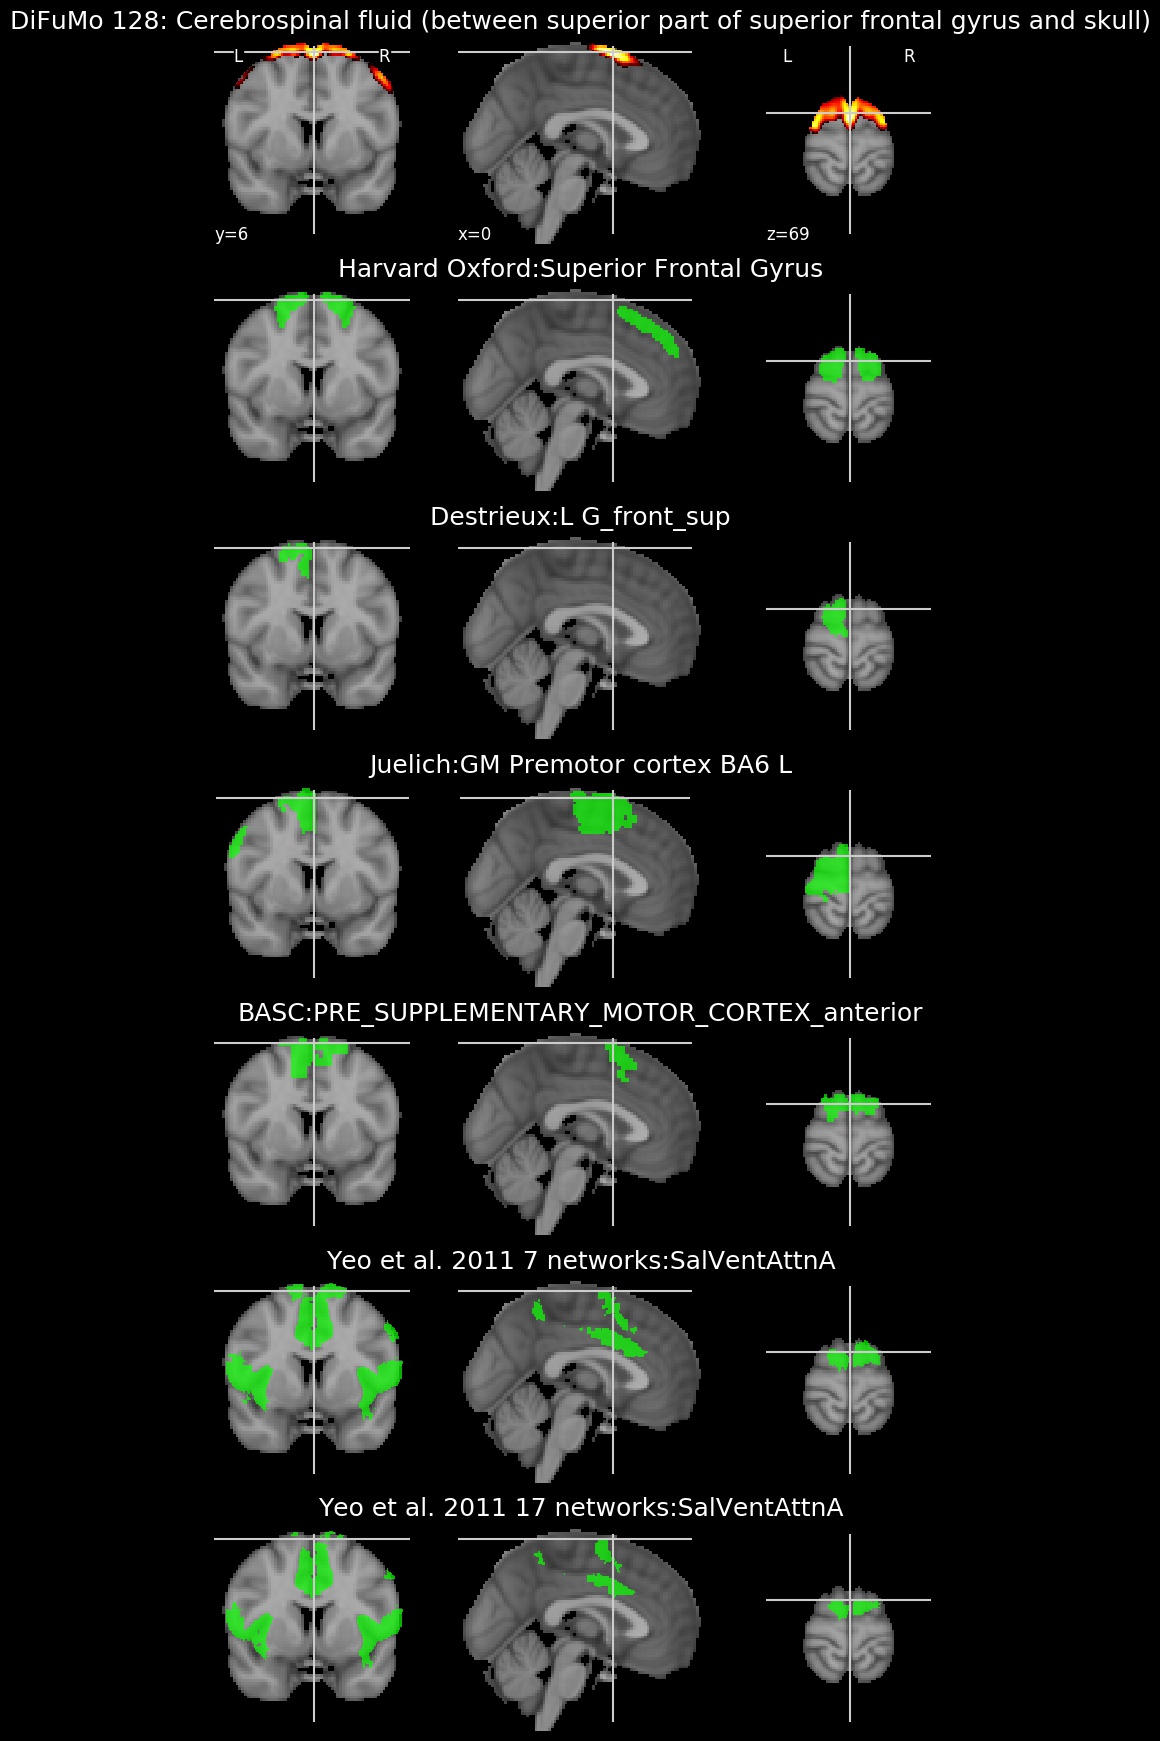 DiFuMo 128: Cerebrospinal fluid (between superior part of superior frontal gyrus and skull)
L R L R
y=6 x=0 z=69
Harvard Oxford:Superior Frontal Gyrus
Destrieux:L G_front_sup
Juelich:GM Premotor cortex BA6 L
BASC:PRE_SUPPLEMENTARY_MOTOR_CORTEX_anterior
Yeo et al. 2011 7 networks:SalVentAttnA
Yeo et al. 2011 17 networks:SalVentAttnA